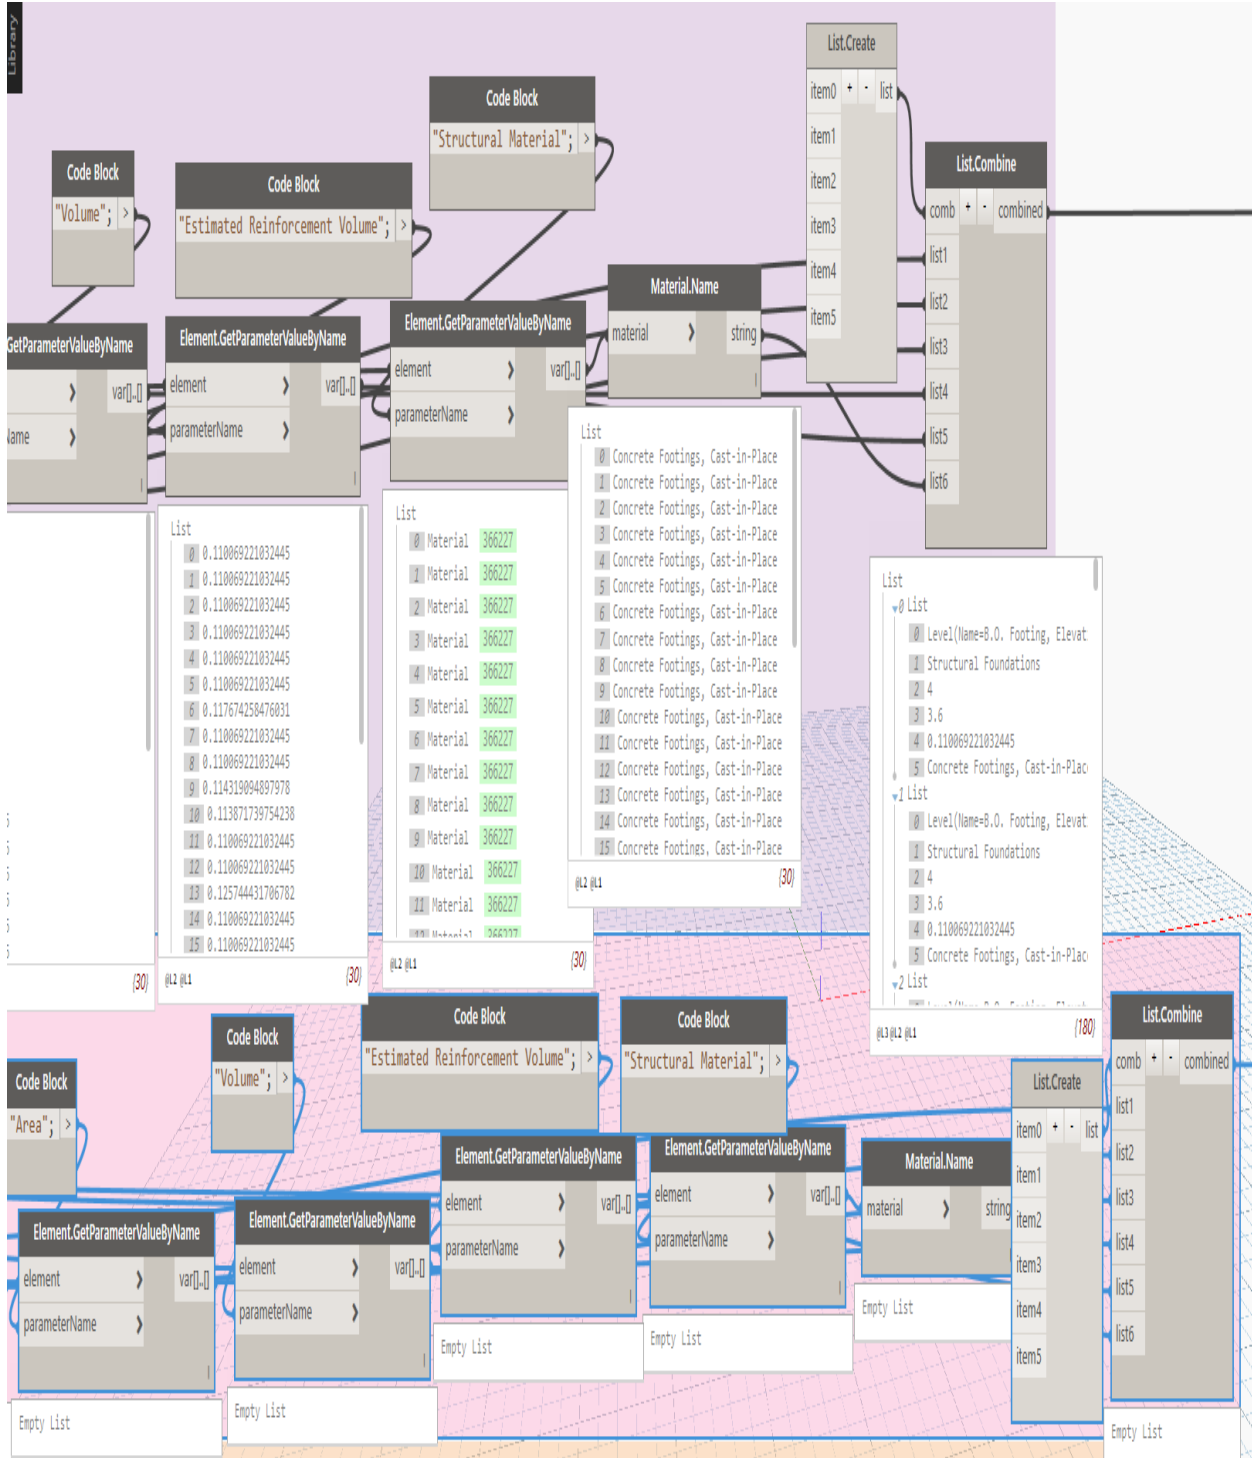 Library
List.Create
item0 + - list
item1
item2
item3
item4
item5
Code Block
"Structural Material"; >
List.Combine
comb + - combined
list1
list2
list3
list4
list5
list6
Code Block
"Volume"; >
Code Block
"Estimated Reinforcement Volume"; >
Material.Name
material > string
GetParameterValueByName
> var[]..[]
Name >
Element.GetParameterValueByName
element > var[]..[]
parameterName >
l
Element.GetParameterValueByName
element > var[]..[]
parameterName >
{30}
List
0 0.110069221032445
1 0.110069221032445
2 0.110069221032445
3 0.110069221032445
4 0.110069221032445
5 0.110069221032445
6 0.117674258476031
7 0.110069221032445
8 0.110069221032445
9 0.114319094897978
10 0.113871739754238
11 0.110069221032445
12 0.110069221032445
13 0.125744431706782
14 0.110069221032445
15 0.110069221032445
@L2 @L1 {30}
List
0 Material 366227
1 Material 366227
2 Material 366227
3 Material 366227
4 Material 366227
5 Material 366227
6 Material 366227
7 Material 366227
8 Material 366227
9 Material 366227
10 Material 366227
11 Material 366227
12 Material 366227
@L2 @L1 {30}
List
0 Concrete Footings, Cast-in-Place
1 Concrete Footings, Cast-in-Place
2 Concrete Footings, Cast-in-Place
3 Concrete Footings, Cast-in-Place
4 Concrete Footings, Cast-in-Place
5 Concrete Footings, Cast-in-Place
6 Concrete Footings, Cast-in-Place
7 Concrete Footings, Cast-in-Place
8 Concrete Footings, Cast-in-Place
9 Concrete Footings, Cast-in-Place
10 Concrete Footings, Cast-in-Place
11 Concrete Footings, Cast-in-Place
12 Concrete Footings, Cast-in-Place
13 Concrete Footings, Cast-in-Place
14 Concrete Footings, Cast-in-Place
15 Concrete Footings, Cast-in-Place
@L2 @L1 {30}
List
0 List
0 Level(Name=B.O. Footing, Elevat
1 Structural Foundations
2 4
3 3.6
4 0.110069221032445
5 Concrete Footings, Cast-in-Plac
1 List
0 Level(Name=B.O. Footing, Elevat
1 Structural Foundations
2 4
3 3.6
4 0.110069221032445
5 Concrete Footings, Cast-in-Plac
2 List
@L3 @L2 @L1 {180}
Code Block
"Area"; >
Code Block
"Volume"; >
Code Block
"Estimated Reinforcement Volume"; >
Code Block
"Structural Material"; >
List.Combine
comb + - combined
list1
list2
list3
list4
list5
list6
List.Create
item0 + - list
item1
item2
item3
item4
item5
Element.GetParameterValueByName
element > var[]..[]
parameterName >
Empty List
Element.GetParameterValueByName
element > var[]..[]
parameterName >
Empty List
Element.GetParameterValueByName
element > var[]..[]
parameterName >
Empty List
Element.GetParameterValueByName
element > var[]..[]
parameterName >
Empty List
Material.Name
material > string
Empty List
Empty List